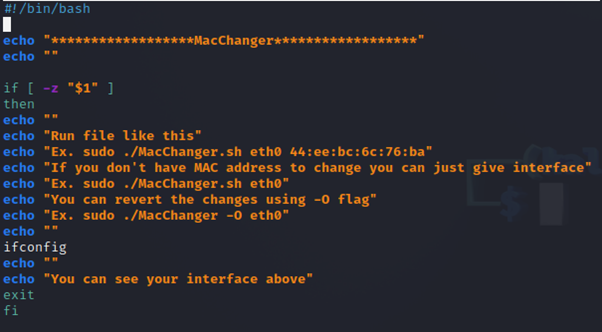 #!/bin/bash
echo "******************MacChanger******************"
echo ""
if [ -z "$1" ]
then
echo ""
echo "Run file like this"
echo "Ex. sudo ./MacChanger.sh eth0 44:ee:bc:6c:76:ba"
echo "If you don't have MAC address to change you can just give interface"
echo "Ex. sudo ./MacChanger.sh eth0"
echo "You can revert the changes using -O flag"
echo "Ex. sudo ./MacChanger -O eth0"
echo ""
ifconfig
echo ""
echo "You can see your interface above"
exit
fi